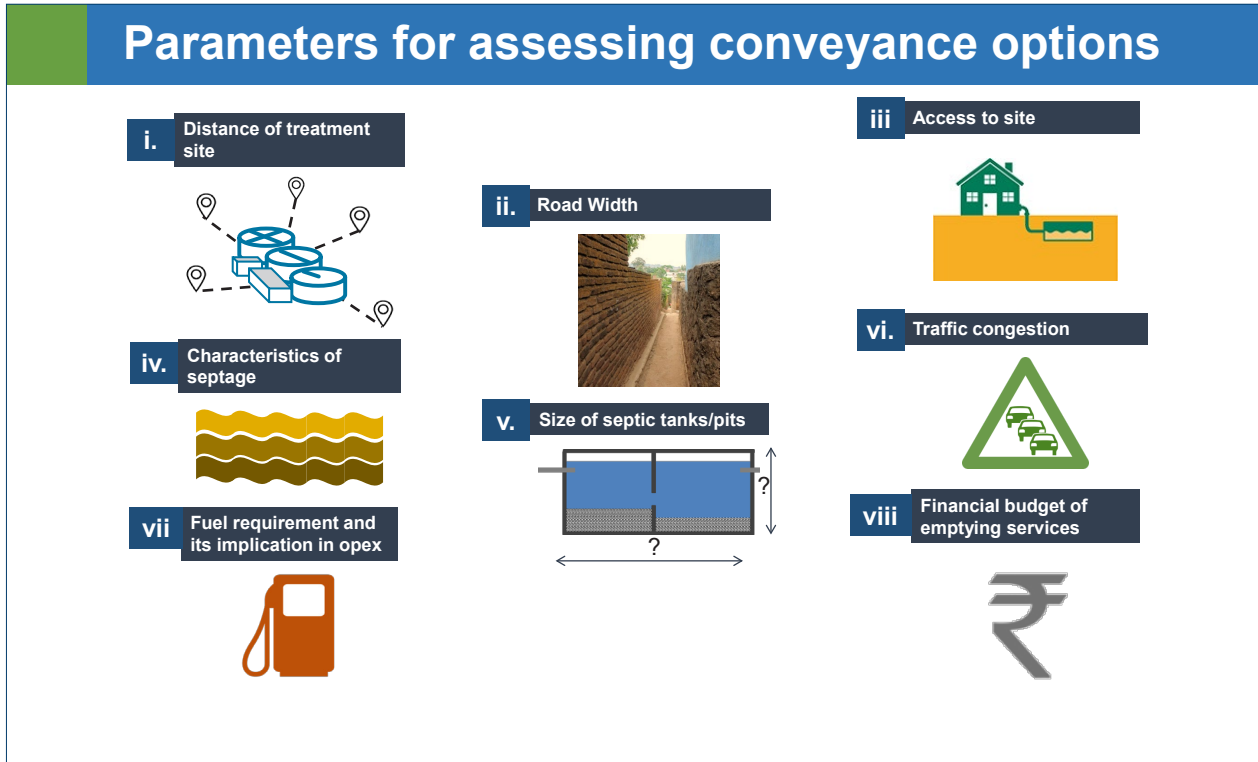 Parameters for assessing conveyance options
i.
Distance of treatment
site
ii.
Road Width
iii
Access to site
iv.
Characteristics of
septage
v.
Size of septic tanks/pits
?
?
vi.
Traffic congestion
vii
Fuel requirement and
its implication in opex
viii
Financial budget of
emptying services
₹